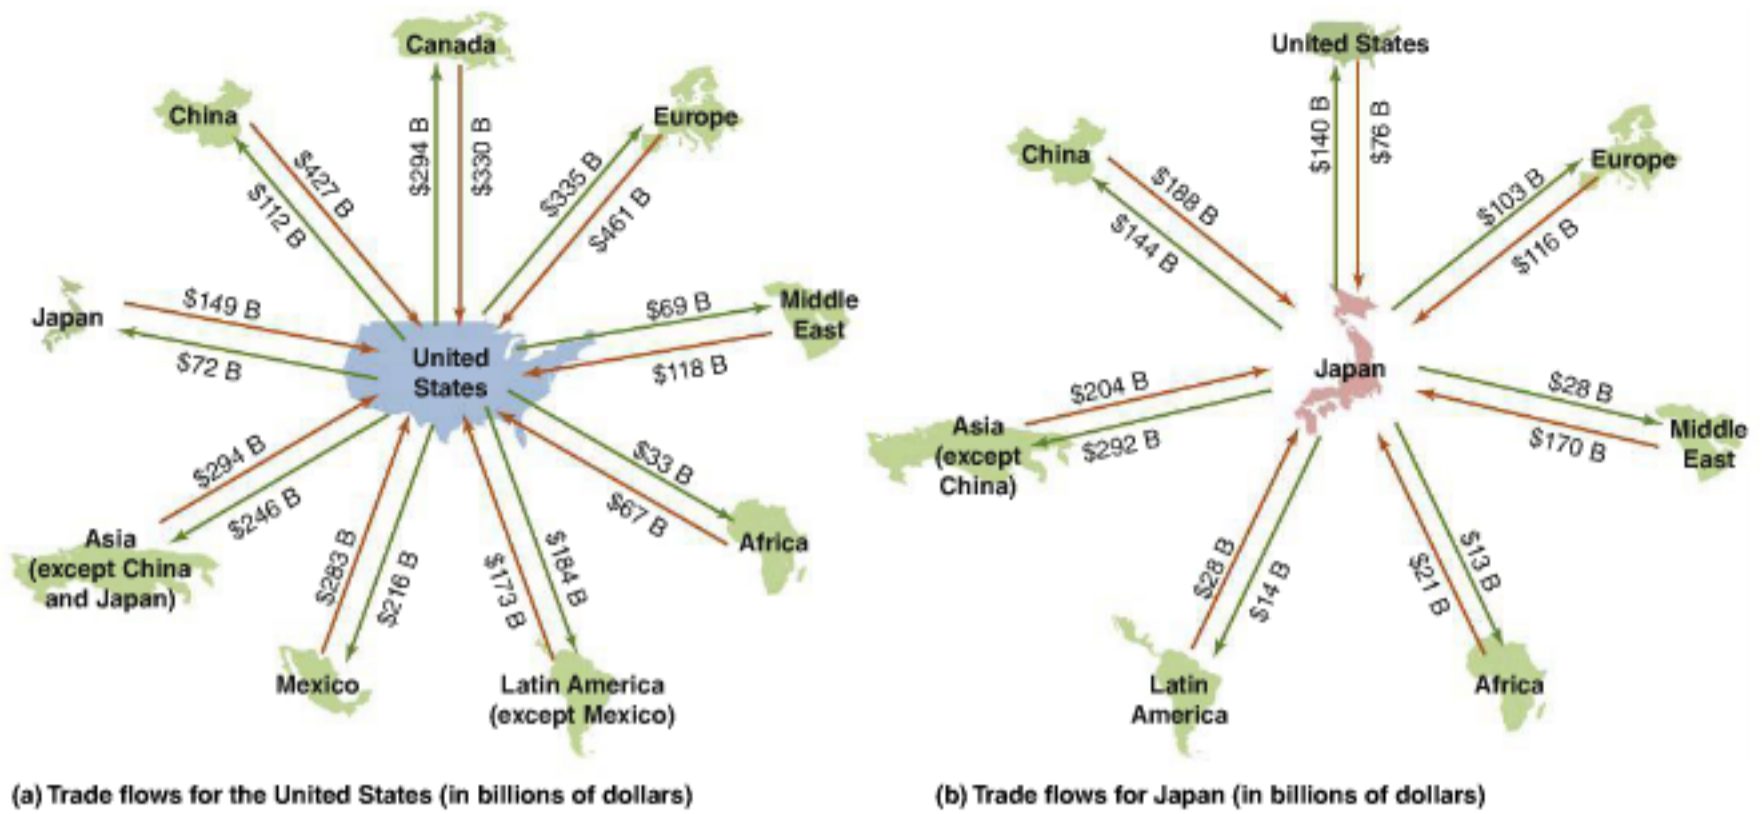 Canada
China
Europe
$294 B
$330 B
$427 B
$112 B
$335 B
$461 B
Japan
$149 B
$72 B
United
States
$69 B
$118 B
Middle
East
$294 B
$246 B
Asia
(except China
and Japan)
$283 B
$216 B
Mexico
$173 B
$184 B
Latin America
(except Mexico)
$33 B
$67 B
Africa
(a) Trade flows for the United States (in billions of dollars)
United States
China
Europe
$140 B
$76 B
$188 B
$144 B
$103 B
$116 B
Japan
$204 B
$292 B
Asia
(except
China)
$28 B
$170 B
Middle
East
$28 B
$14 B
Latin
America
$21 B
$13 B
Africa
(b) Trade flows for Japan (in billions of dollars)